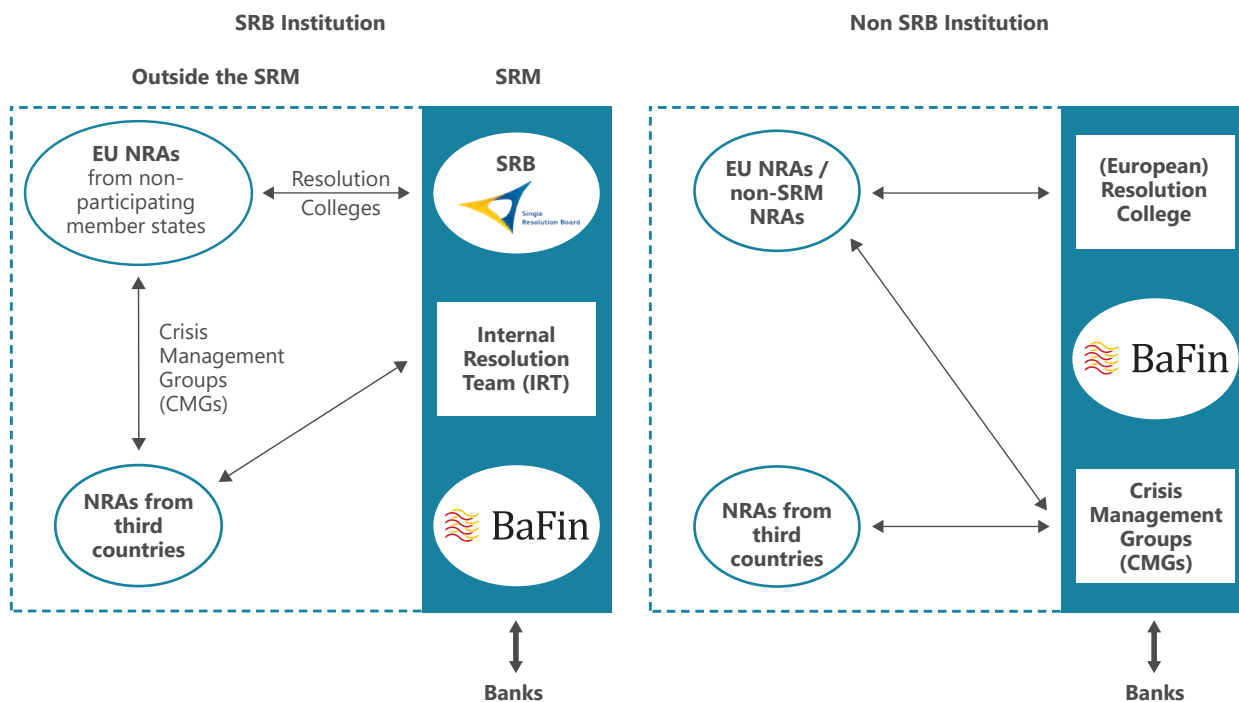 SRB Institution
Outside the SRM
SRM
EU NRAs
from non-
participating
member states
Resolution
Colleges
SRB
Single
Resolution Board
Crisis
Management
Groups
(CMGs)
Internal
Resolution
Team (IRT)
NRAs from
third
countries
BaFin
Banks
Non SRB Institution
EU NRAs /
non-SRM
NRAs
(European)
Resolution
College
BaFin
NRAs from
third
countries
Crisis
Management
Groups
(CMGs)
Banks